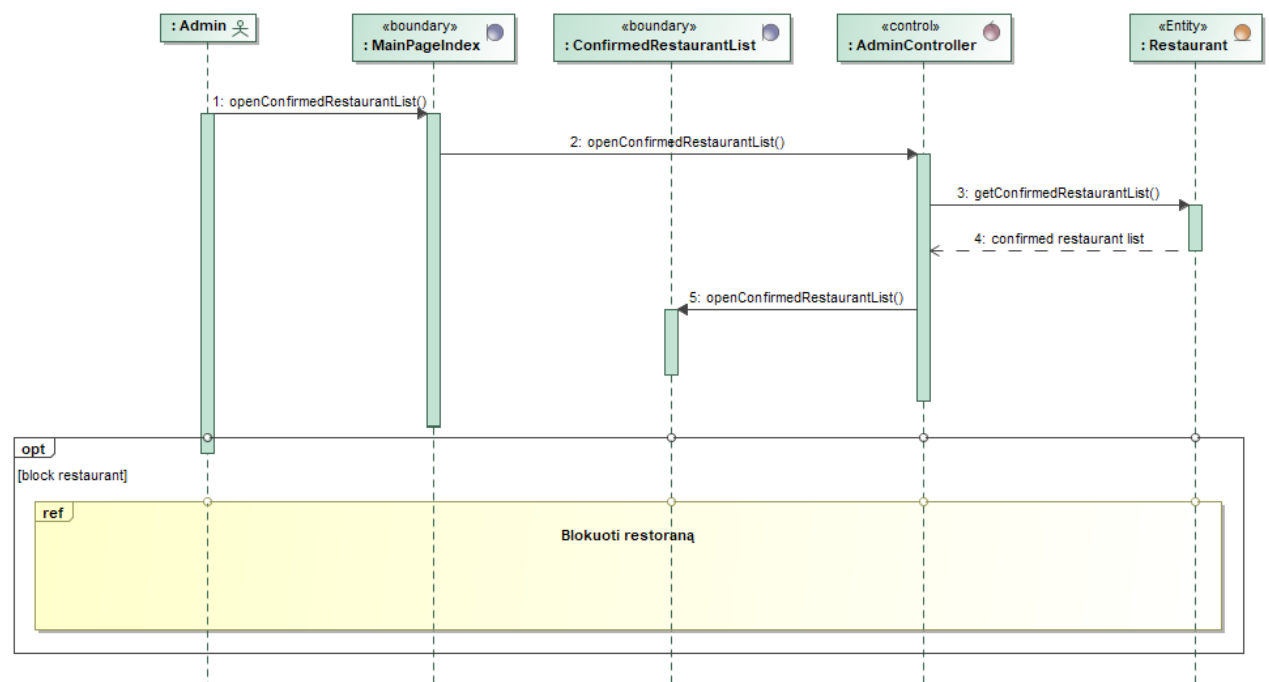 : Admin
«boundary»
: MainPageIndex
«boundary»
: ConfirmedRestaurantList
«control»
: AdminController
«Entity»
: Restaurant
1: openConfirmedRestaurantList()
2: openConfirmedRestaurantList()
3: getConfirmedRestaurantList()
4: confirmed restaurant list
5: openConfirmedRestaurantList()
opt
[block restaurant]
ref
Blokuoti restoraną